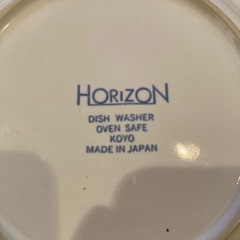 HORIZON
DISH WASHER
OVEN SAFE
KOYO
MADE IN JAPAN